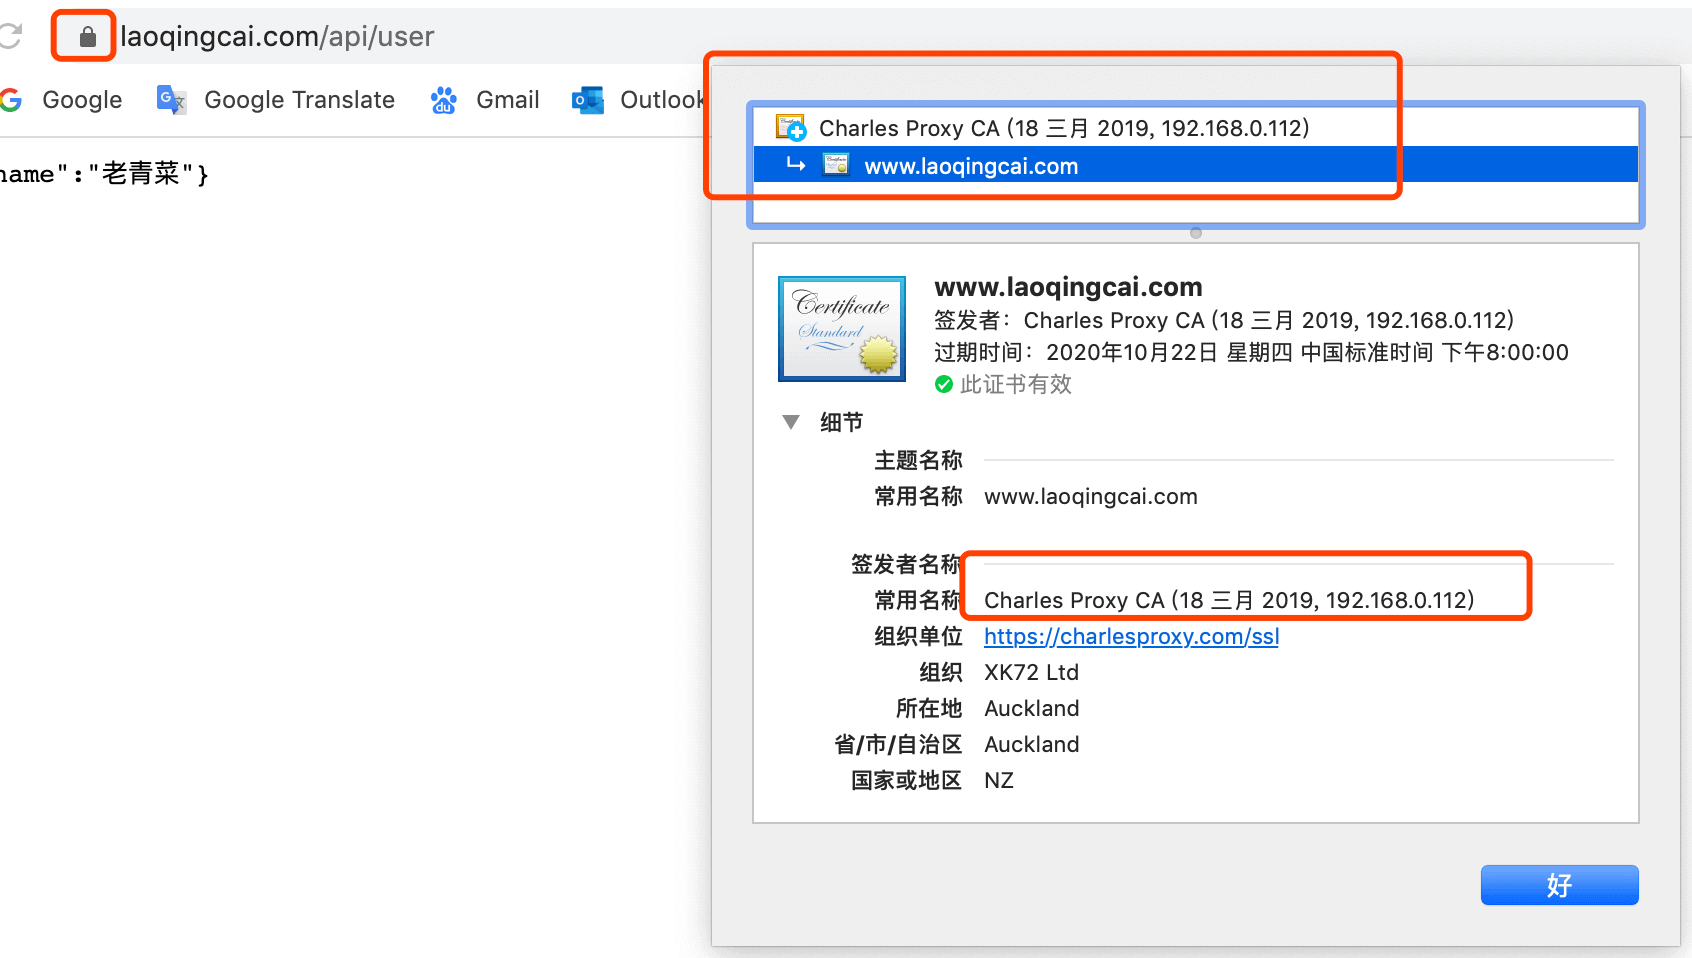 laoqingcai.com/api/user
Google
Google Translate
Gmail
Outlook
name":"老青菜"}
Charles Proxy CA (18 三月 2019, 192.168.0.112)
www.laoqingcai.com
Certificate
Standard
www.laoqingcai.com
签发者：Charles Proxy CA (18 三月 2019, 192.168.0.112)
过期时间：2020年10月22日 星期四 中国标准时间 下午8:00:00
此证书有效
细节
主题名称
常用名称 www.laoqingcai.com
签发者名称
常用名称 Charles Proxy CA (18 三月 2019, 192.168.0.112)
组织单位 https://charlesproxy.com/ssl
组织 XK72 Ltd
所在地 Auckland
省/市/自治区 Auckland
国家或地区 NZ
好